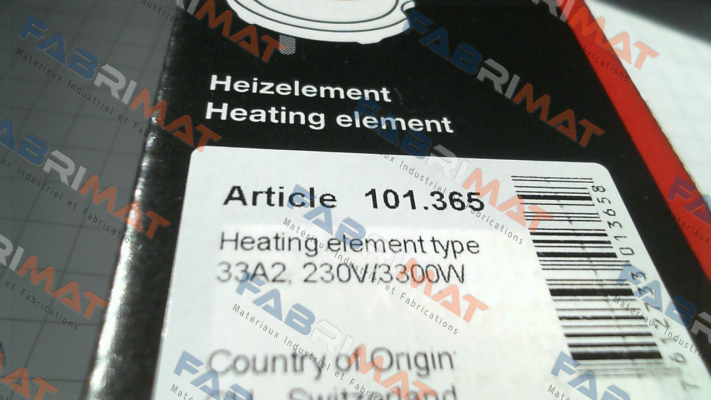 Heizelement
Heating element
Article 101.365
Heating element type
33A2, 230V/3300W
Country of Origin
Switzerland
FABRIMAT
Matériaux Industriel et Fabrications